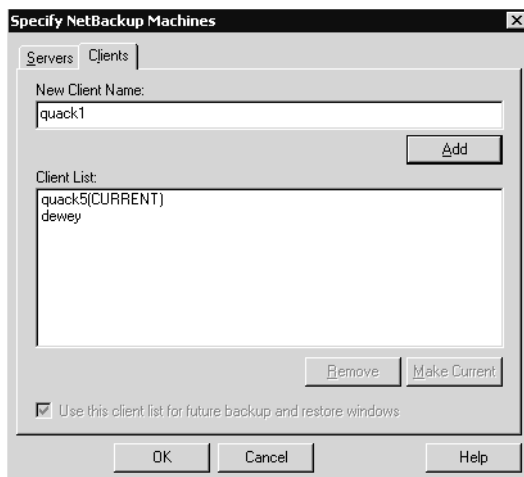 Specify NetBackup Machines
Servers Clients
New Client Name:
quack1
Add
Client List:
quack5(CURRENT)
dewey
Remove Make Current
Use this client list for future backup and restore windows
OK Cancel Help